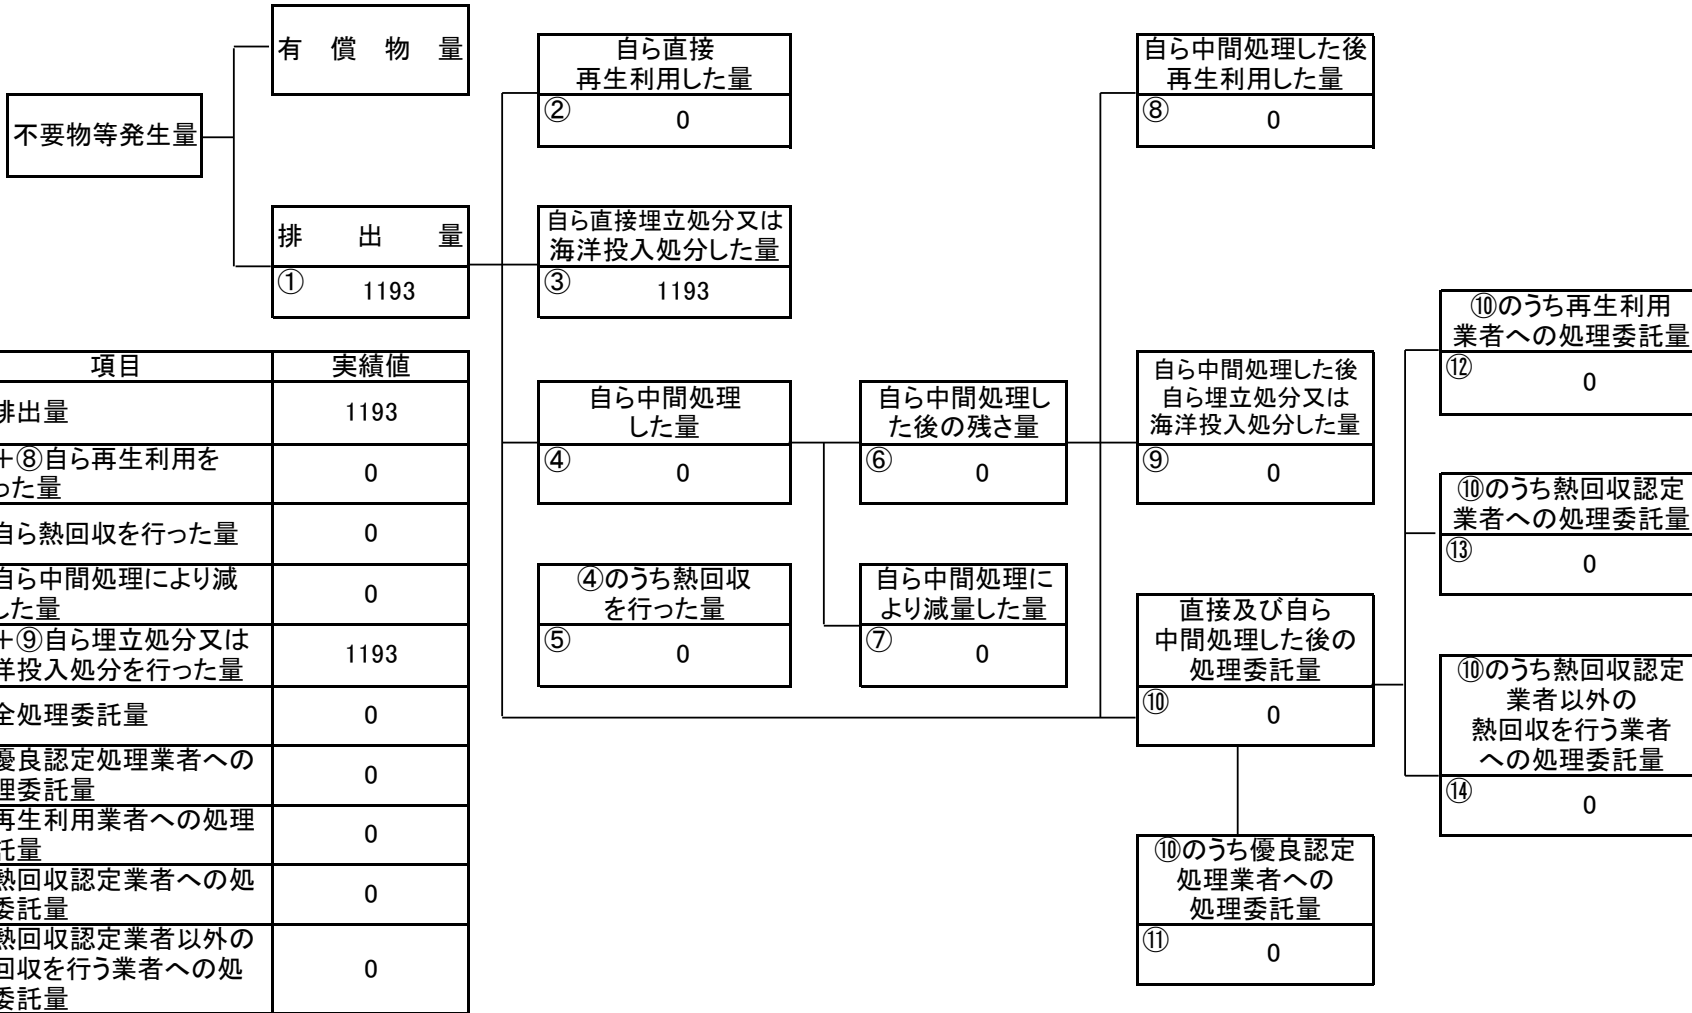 有償物量
不要物等発生量
排出量
①
1193
自ら直接
再生利用した量
②
0
自ら直接埋立処分又は
海洋投入処分した量
③
1193
自ら中間処理
した量
④
0
④のうち熱回収
を行った量
⑤
0
自ら中間処理し
た後の残さ量
⑥
0
自ら中間処理に
より減量した量
⑦
0
自ら中間処理した後
再生利用した量
⑧
0
自ら中間処理した後
自ら埋立処分又は
海洋投入処分した量
⑨
0
直接及び自ら
中間処理した後の
処理委託量
⑩
0
⑩のうち優良認定
処理業者への
処理委託量
⑪
0
⑩のうち再生利用
業者への処理委託量
⑫
0
⑩のうち熱回収認定
業者への処理委託量
⑬
0
⑩のうち熱回収認定
業者以外の
熱回収を行う業者
への処理委託量
⑭
0
項目 実績値
排出量 1193
＋⑧自ら再生利用を
った量
0
自ら熱回収を行った量 0
自ら中間処理により減
した量
0
＋⑨自ら埋立処分又は
洋投入処分を行った量
1193
全処理委託量 0
優良認定処理業者への
理委託量
0
再生利用業者への処理
託量
0
熱回収認定業者への処
委託量
0
熱回収認定業者以外の
回収を行う業者への処
委託量
0